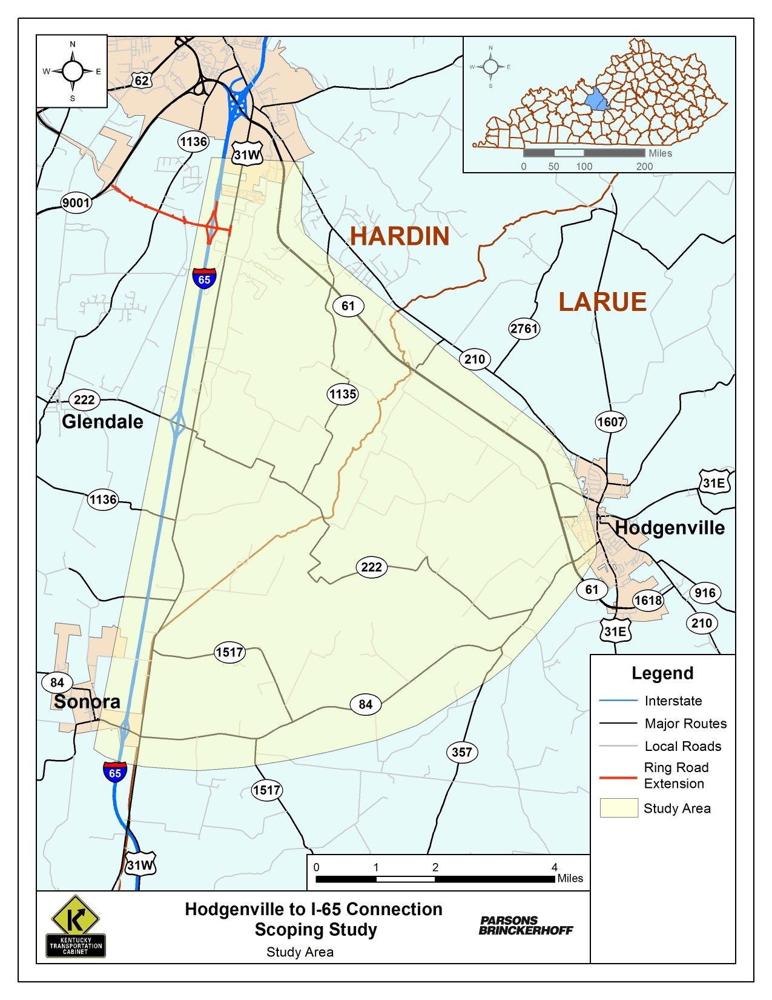 N
W E
S
62
1136
31W
9001
N
W E
S
Miles
0 50 100 200
HARDIN
65
LARUE
61
2761
210
1135
222
Glendale
1607
31E
1136
Hodgenville
222
61
1618
916
210
31E
1517
84
Sonora
84
357
65
1517
31W
Legend
Interstate
Major Routes
Local Roads
Ring Road
Extension
Study Area
0 1 2 4
Miles
KENTUCKY
TRANSPORTATION
CABINET
Hodgenville to I-65 Connection
Scoping Study
Study Area
PARSONS
BRINCKERHOFF